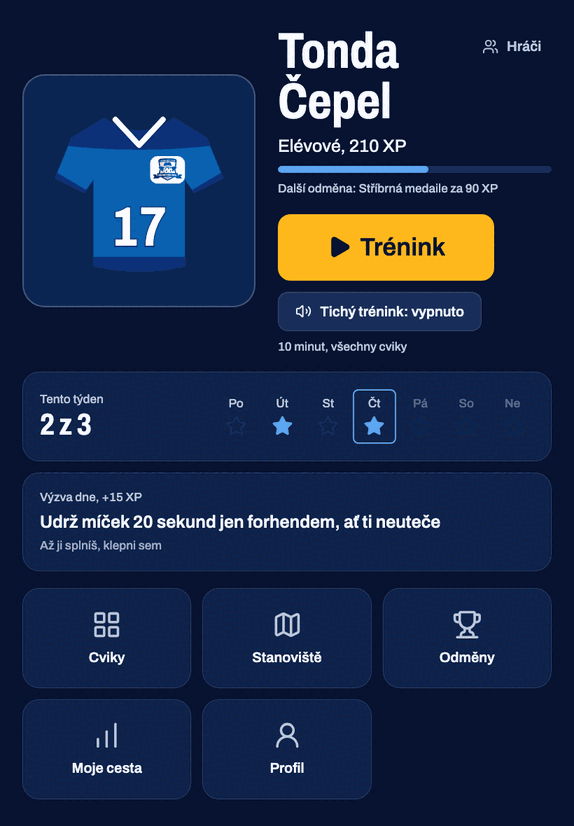 Tonda
Čepel
Hráči
Elévové, 210 XP
Další odměna: Stříbrná medaile za 90 XP
17
Trénink
Tichý trénink: vypnuto
10 minut, všechny cviky
Tento týden
2 z 3
Po Út St Čt Pá So Ne
Výzva dne, +15 XP
Udrž míček 20 sekund jen forhendem, ať ti neuteče
Až ji splníš, klepni sem
Cviky
Stanoviště
Odměny
Moje cesta
Profil